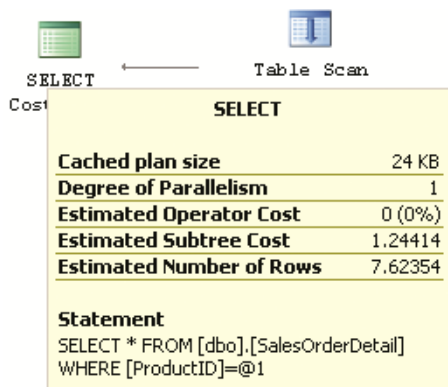 SELECT
Table Scan
Cost
SELECT
Cached plan size 24 KB
Degree of Parallelism 1
Estimated Operator Cost 0 (0%)
Estimated Subtree Cost 1.24414
Estimated Number of Rows 7.62354
Statement
SELECT * FROM [dbo].[SalesOrderDetail]
WHERE [ProductID]=@1